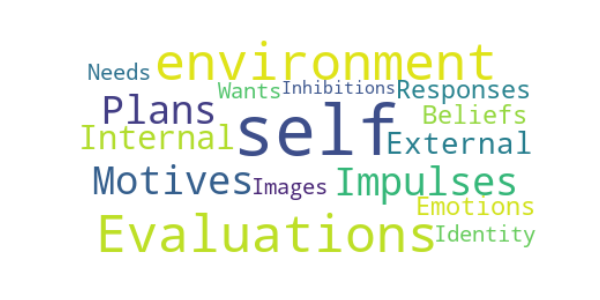 environment
Needs
Wants
Inhibitions
Responses
Plans
self
Beliefs
Internal
External
Motives
Images
Impulses
Emotions
Evaluations
Identity